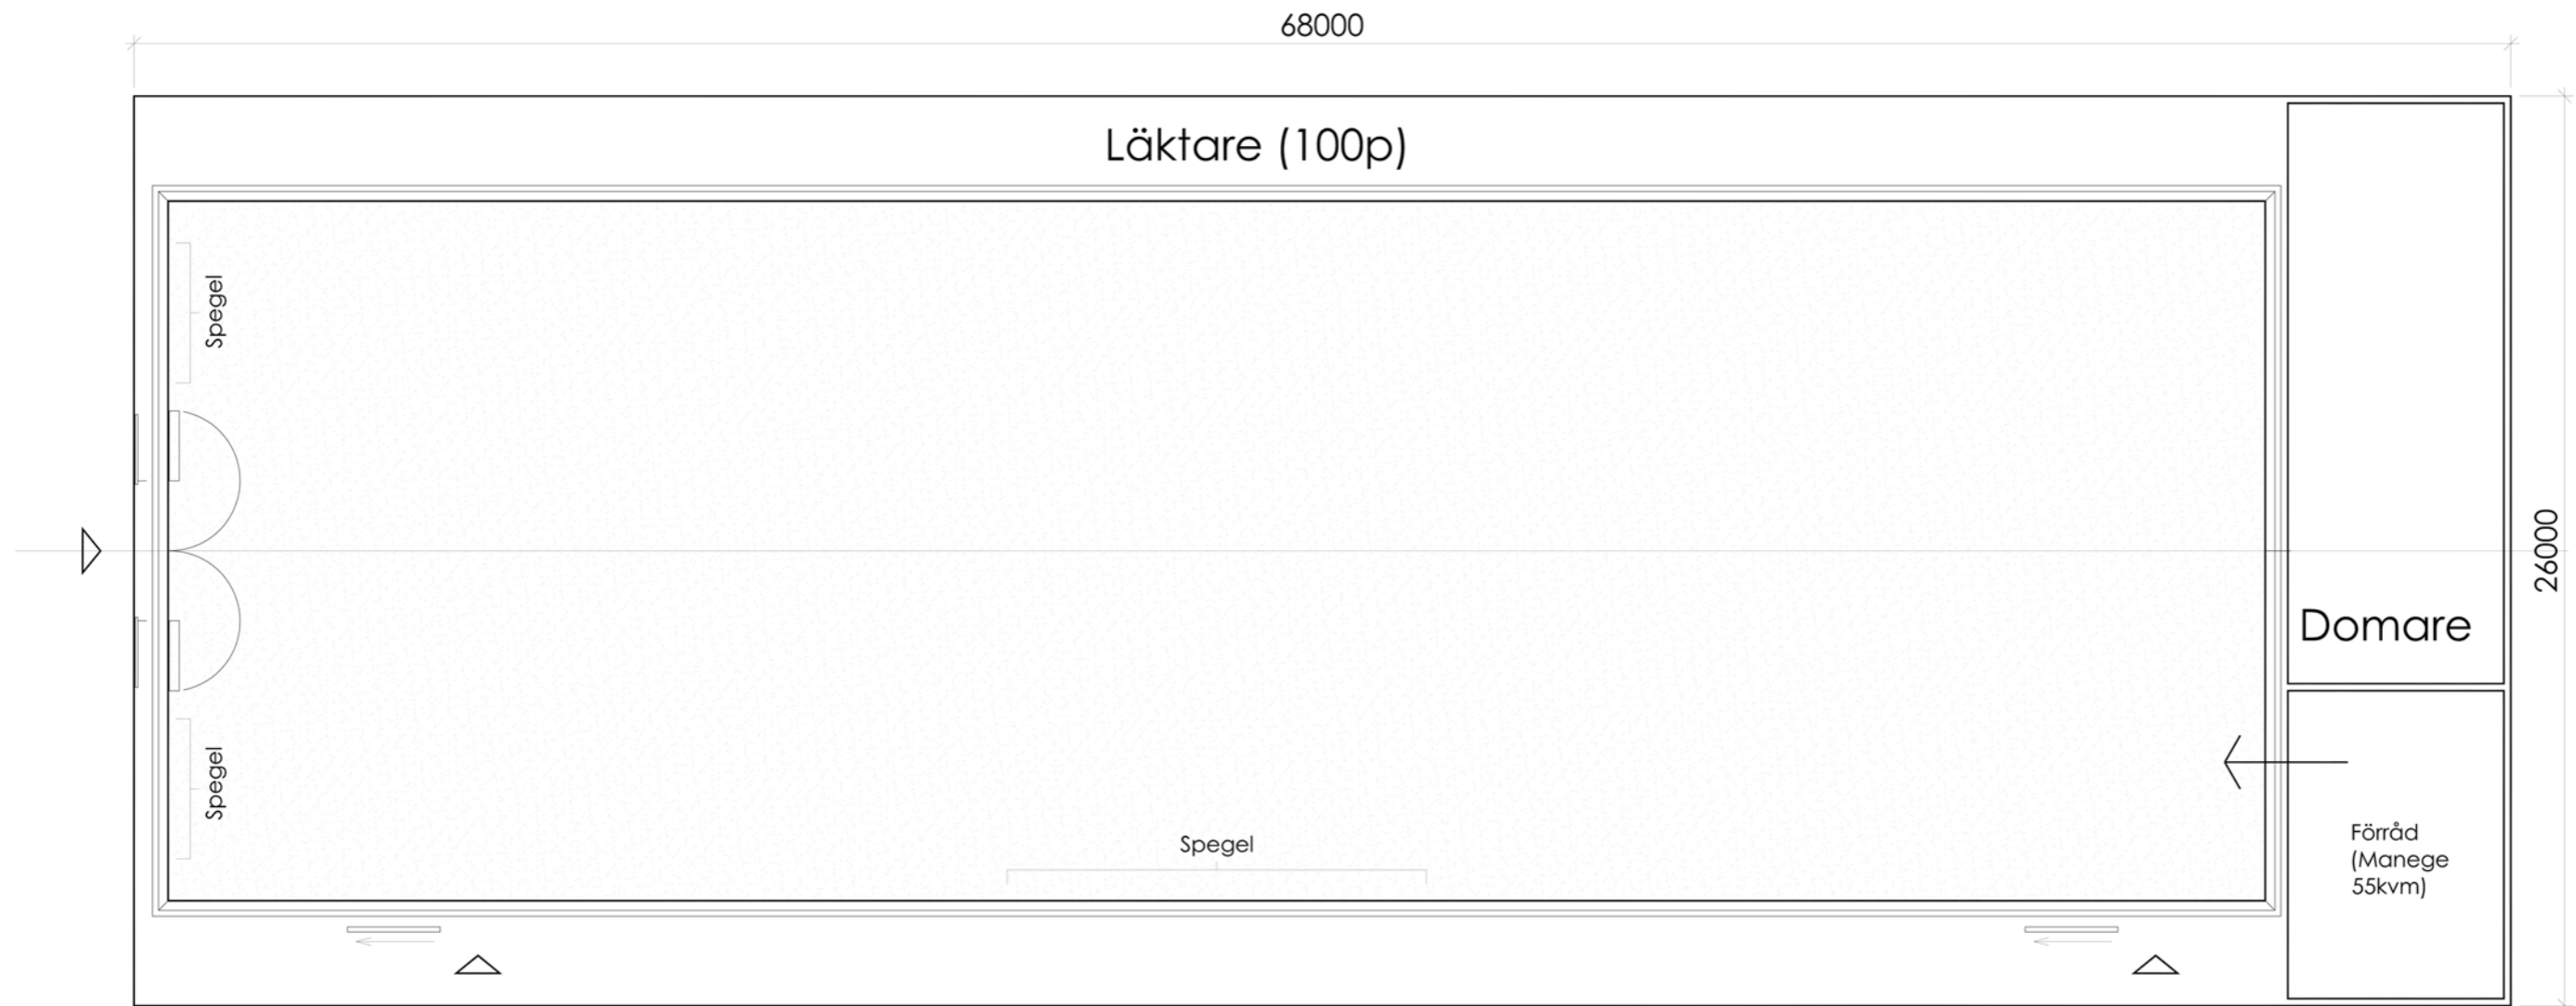 68000
Läktare (100p)
Spegel
26000
Domare
Spegel
Spegel
Förråd
(Manege
55kvm)